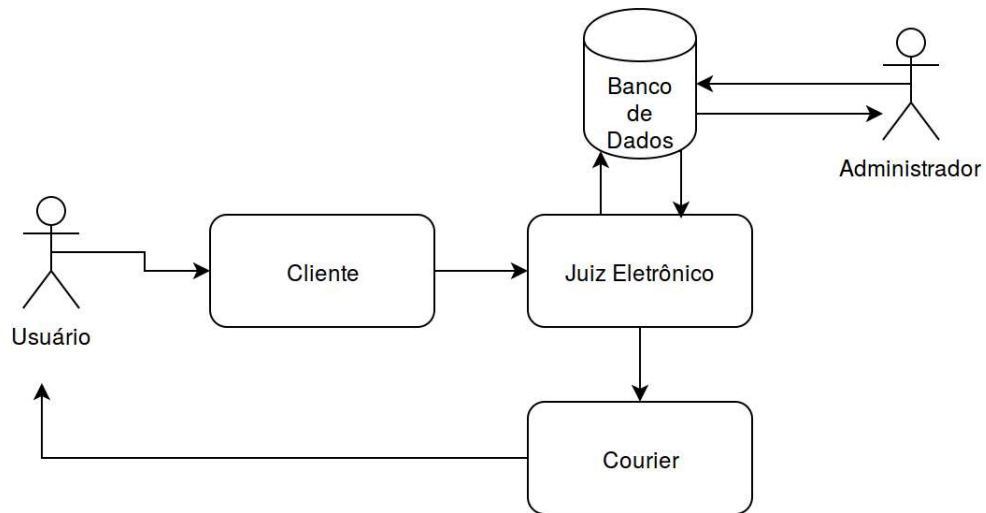 Banco
de
Dados
Administrador
Cliente
Juiz Eletrônico
Usuário
Courier